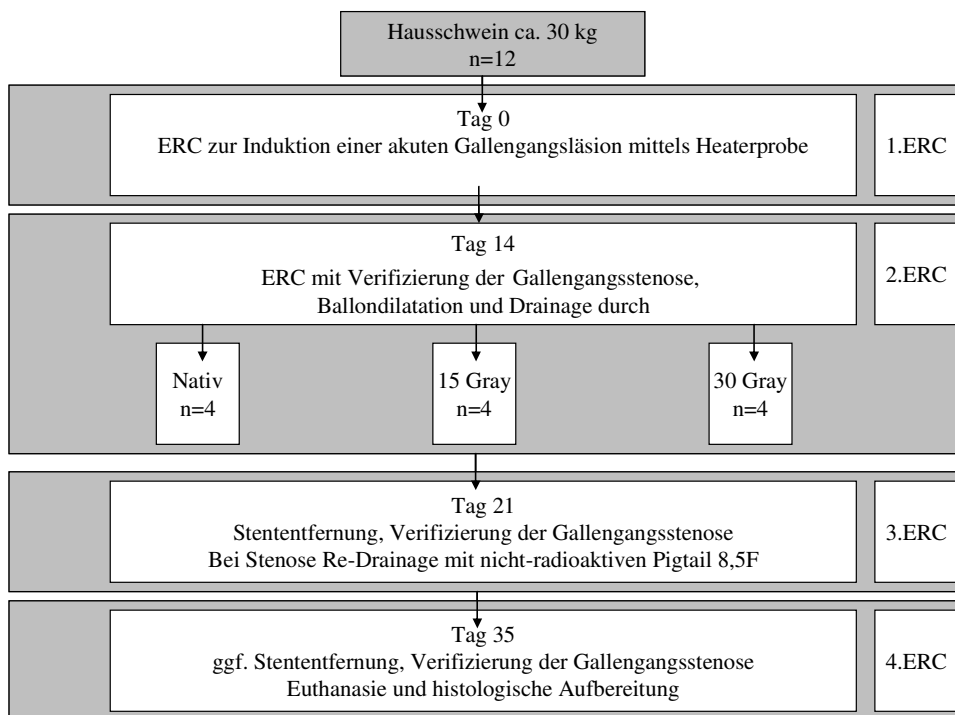 Hausschwein ca. 30 kg
n=12
Tag 0
ERC zur Induktion einer akuten Gallengangsläsion mittels Heaterprobe
1.ERC
Tag 14
ERC mit Verifizierung der Gallengangsstenose,
Ballondilatation und Drainage durch
2.ERC
Nativ
n=4
15 Gray
n=4
30 Gray
n=4
Tag 21
Stententfernung, Verifizierung der Gallengangsstenose
Bei Stenose Re-Drainage mit nicht-radioaktiven Pigtail 8,5F
3.ERC
Tag 35
ggf. Stententfernung, Verifizierung der Gallengangsstenose
Euthanasie und histologische Aufbereitung
4.ERC